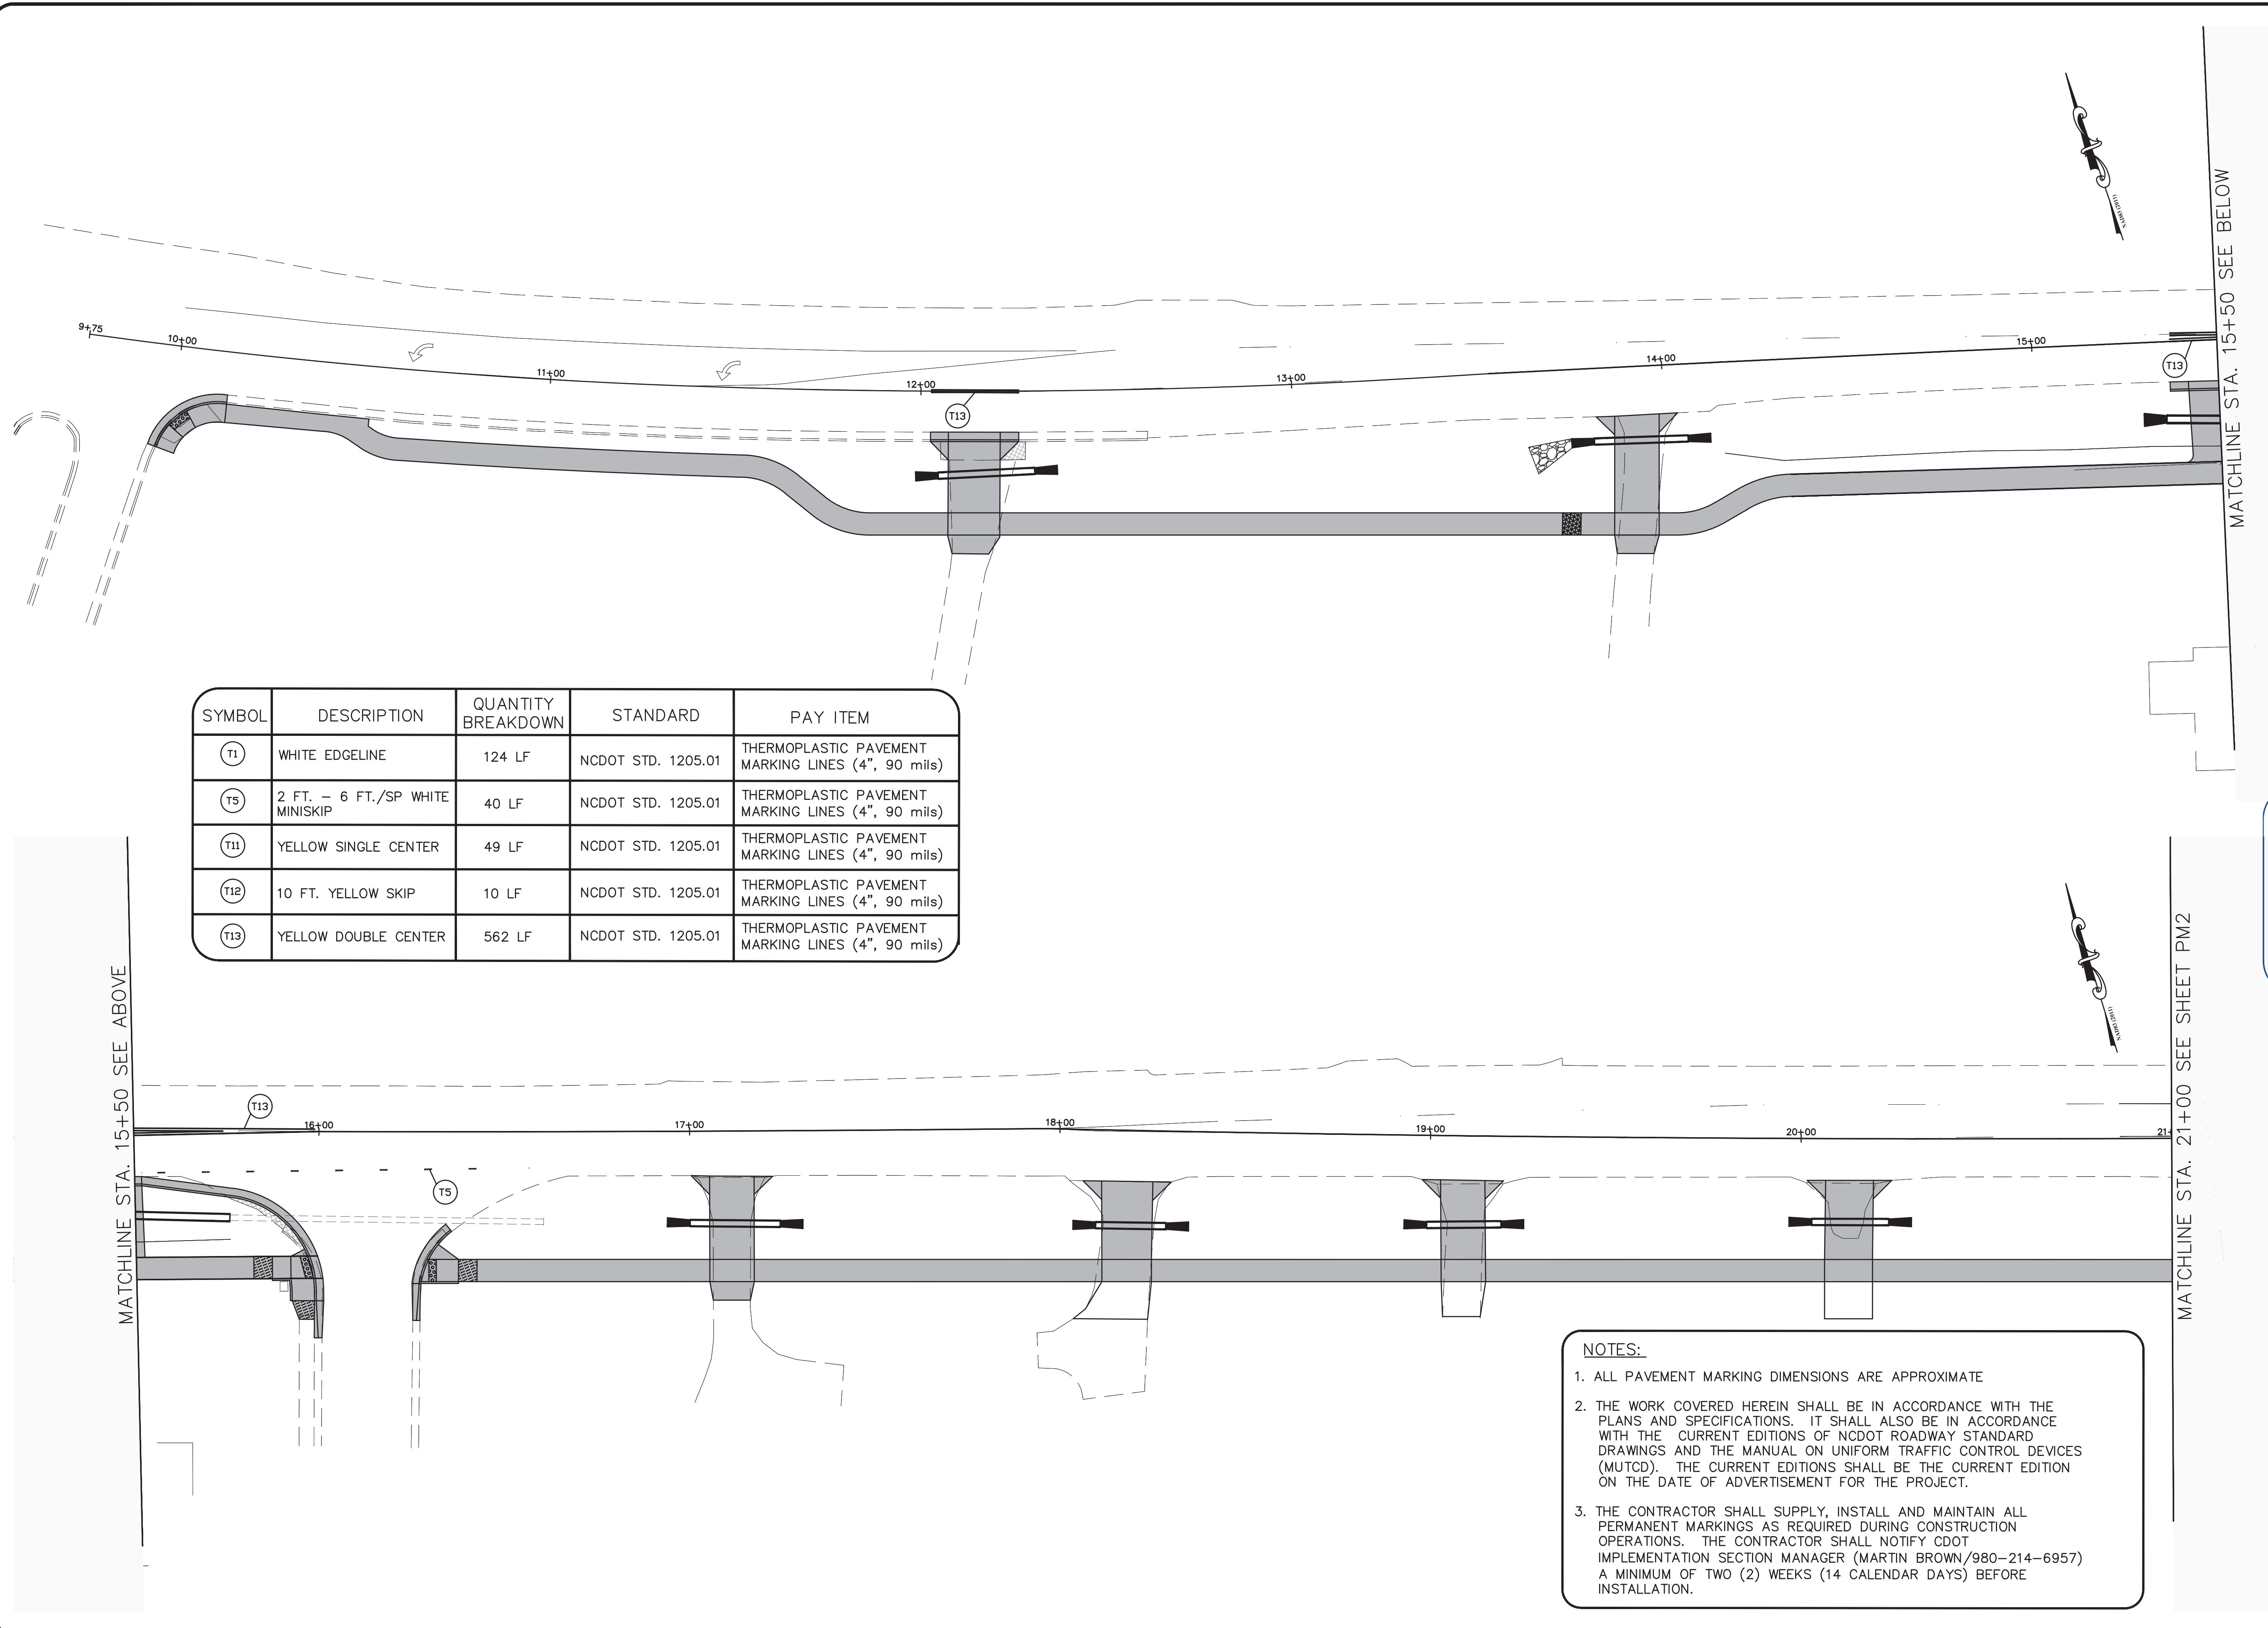 MATCHLINE STA. 15+50 SEE BELOW
NAD83 (2011)
9+75
10+00
11+00
12+00
13+00
14+00
15+00
T13
T13
SYMBOL
DESCRIPTION
QUANTITY
BREAKDOWN
STANDARD
PAY ITEM
T1
WHITE EDGELINE
124 LF
NCDOT STD. 1205.01
THERMOPLASTIC PAVEMENT
MARKING LINES (4”, 90 mils)
T5
2 FT. – 6 FT./SP WHITE
MINISKIP
40 LF
NCDOT STD. 1205.01
THERMOPLASTIC PAVEMENT
MARKING LINES (4”, 90 mils)
T11
YELLOW SINGLE CENTER
49 LF
NCDOT STD. 1205.01
THERMOPLASTIC PAVEMENT
MARKING LINES (4”, 90 mils)
T12
10 FT. YELLOW SKIP
10 LF
NCDOT STD. 1205.01
THERMOPLASTIC PAVEMENT
MARKING LINES (4”, 90 mils)
T13
YELLOW DOUBLE CENTER
562 LF
NCDOT STD. 1205.01
THERMOPLASTIC PAVEMENT
MARKING LINES (4”, 90 mils)
MATCHLINE STA. 15+50 SEE ABOVE
NAD83 (2011)
MATCHLINE STA. 21+00 SEE SHEET PM2
T13
16+00
17+00
18+00
19+00
20+00
21+
T5
NOTES:
1. ALL PAVEMENT MARKING DIMENSIONS ARE APPROXIMATE
2. THE WORK COVERED HEREIN SHALL BE IN ACCORDANCE WITH THE
PLANS AND SPECIFICATIONS. IT SHALL ALSO BE IN ACCORDANCE
WITH THE CURRENT EDITIONS OF NCDOT ROADWAY STANDARD
DRAWINGS AND THE MANUAL ON UNIFORM TRAFFIC CONTROL DEVICES
(MUTCD). THE CURRENT EDITIONS SHALL BE THE CURRENT EDITION
ON THE DATE OF ADVERTISEMENT FOR THE PROJECT.
3. THE CONTRACTOR SHALL SUPPLY, INSTALL AND MAINTAIN ALL
PERMANENT MARKINGS AS REQUIRED DURING CONSTRUCTION
OPERATIONS. THE CONTRACTOR SHALL NOTIFY CDOT
IMPLEMENTATION SECTION MANAGER (MARTIN BROWN/980–214–6957)
A MINIMUM OF TWO (2) WEEKS (14 CALENDAR DAYS) BEFORE
INSTALLATION.